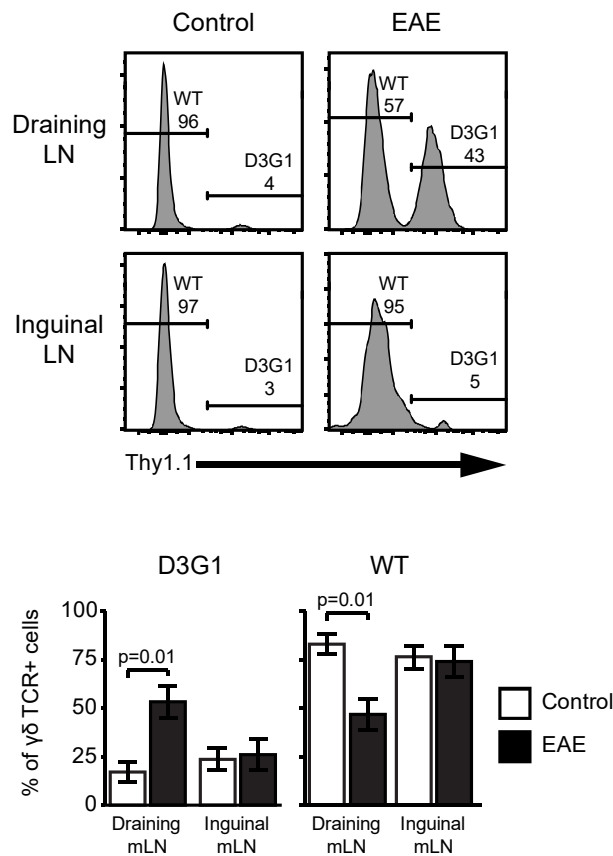 Control
EAE
Draining
LN
WT
96
D3G1
4
WT
57
D3G1
43
Inguinal
LN
WT
97
D3G1
3
WT
95
D3G1
5
Thy1.1
D3G1
WT
% of γδ TCR+ cells
100
75
50
25
0
p=0.01
p=0.01
Draining
mLN
Inguinal
mLN
Draining
mLN
Inguinal
mLN
Control
EAE